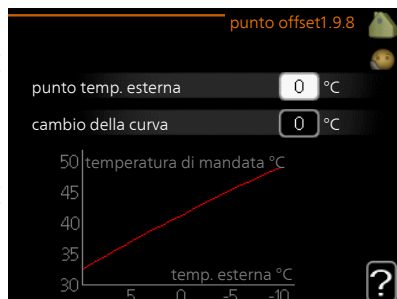 punto offset1.9.8
punto temp. esterna 0 °C
cambio della curva 0 °C
50 temperatura di mandata °C
45
40
35
temp. esterna °C
30
5 0 -5 -10
?